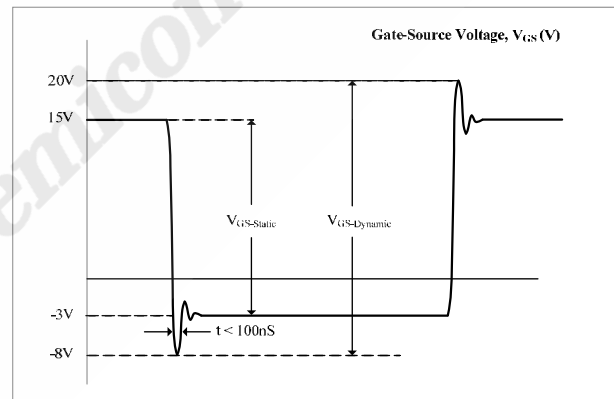 Gate-Source Voltage, VGS (V)
20V
15V
VGS-Static
VGS-Dynamic
-3V
t < 100nS
-8V